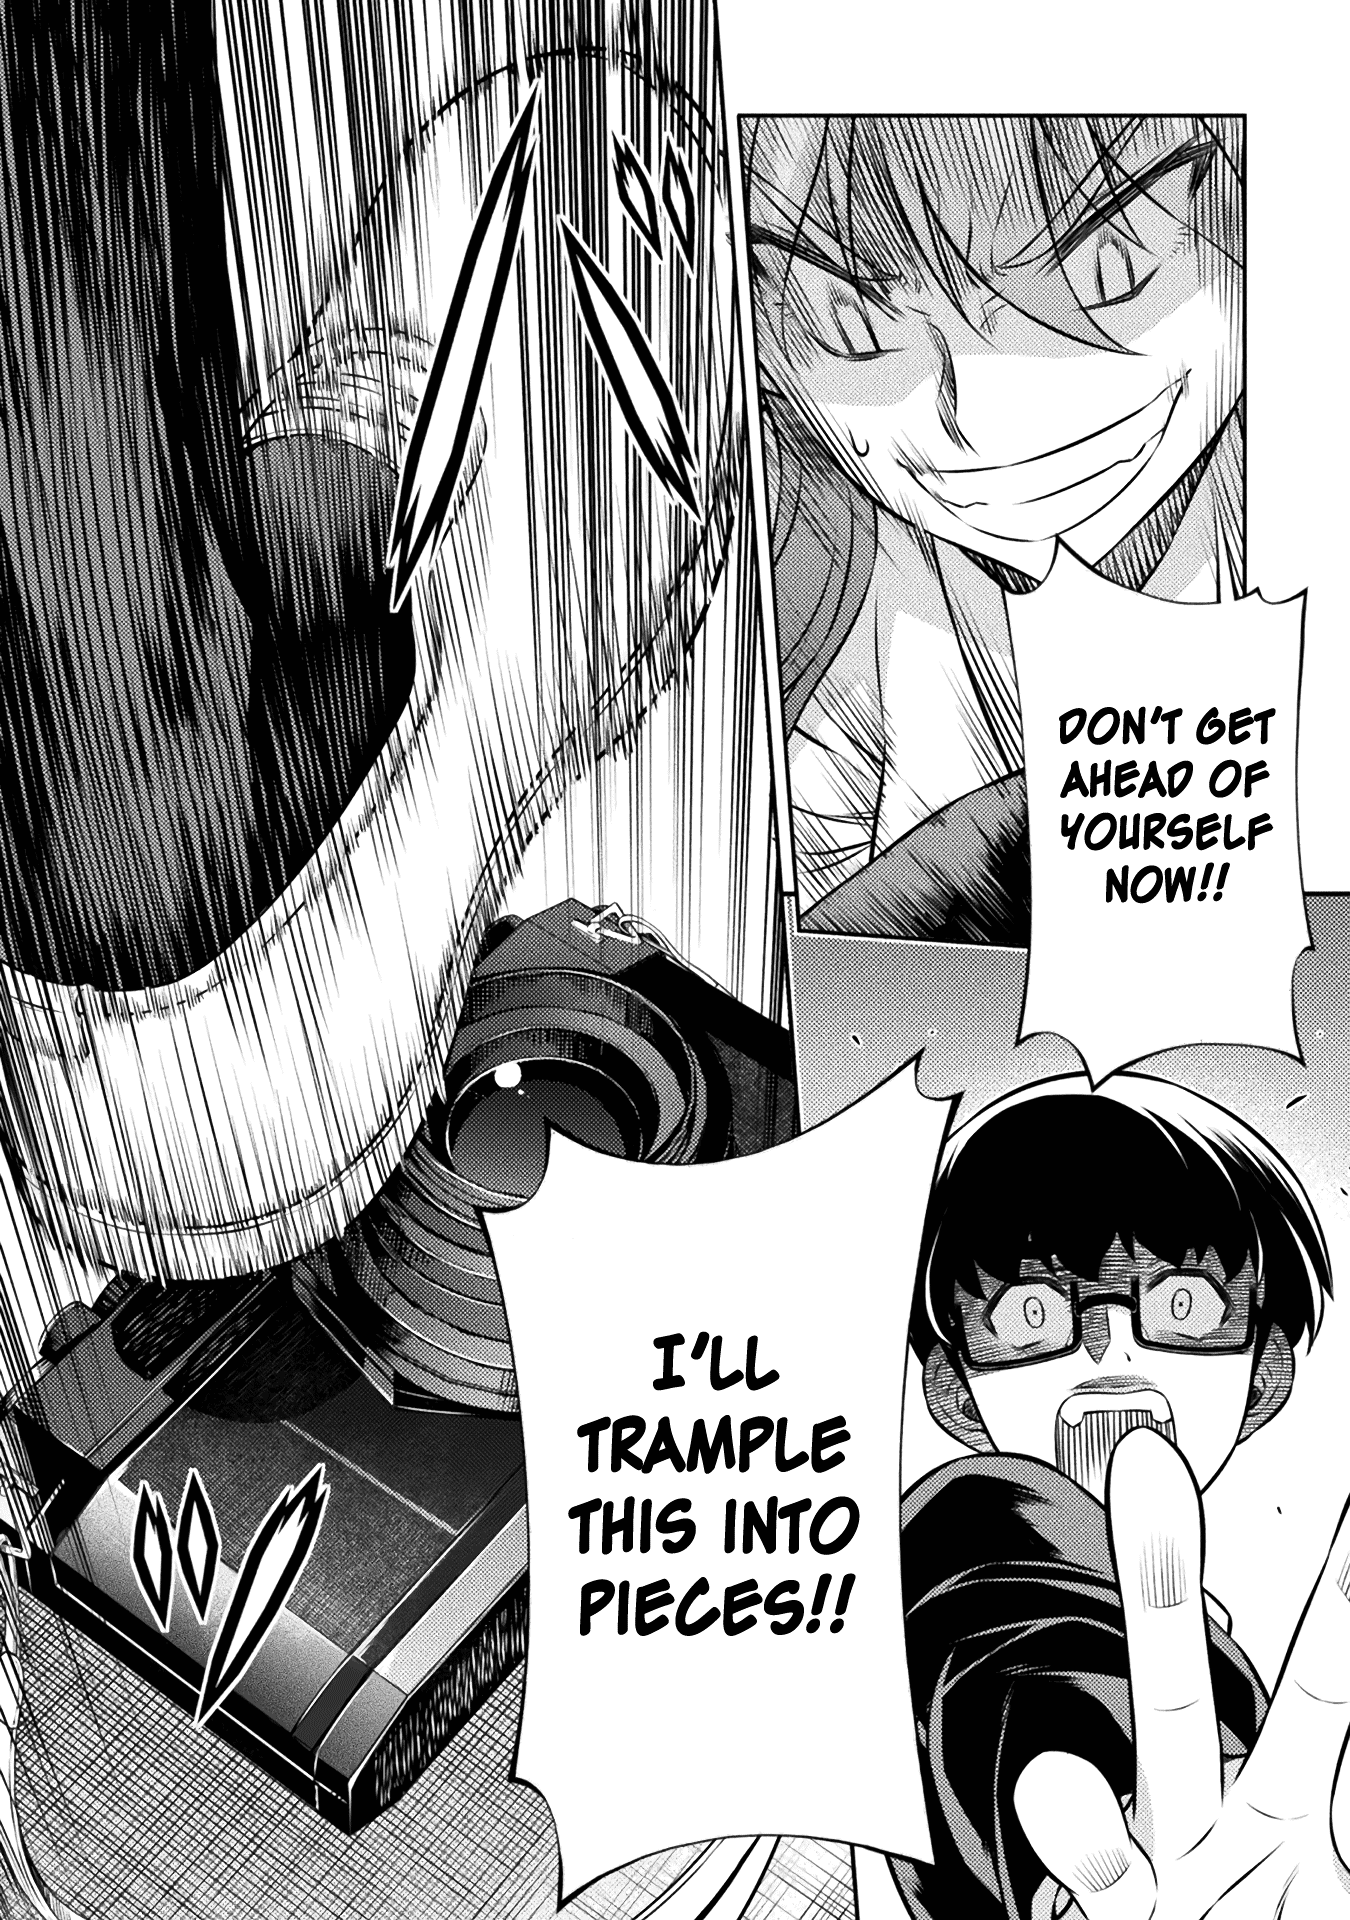 DON'T GET
AHEAD OF
YOURSELF
NOW!!
I'LL
TRAMPLE
THIS INTO
PIECES!!